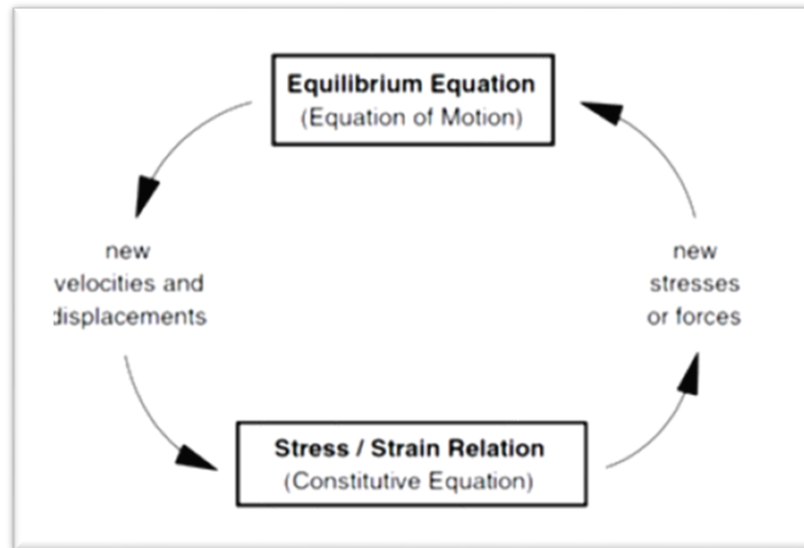 Equilibrium Equation
(Equation of Motion)
new
velocities and
displacements
new
stresses
or forces
Stress / Strain Relation
(Constitutive Equation)